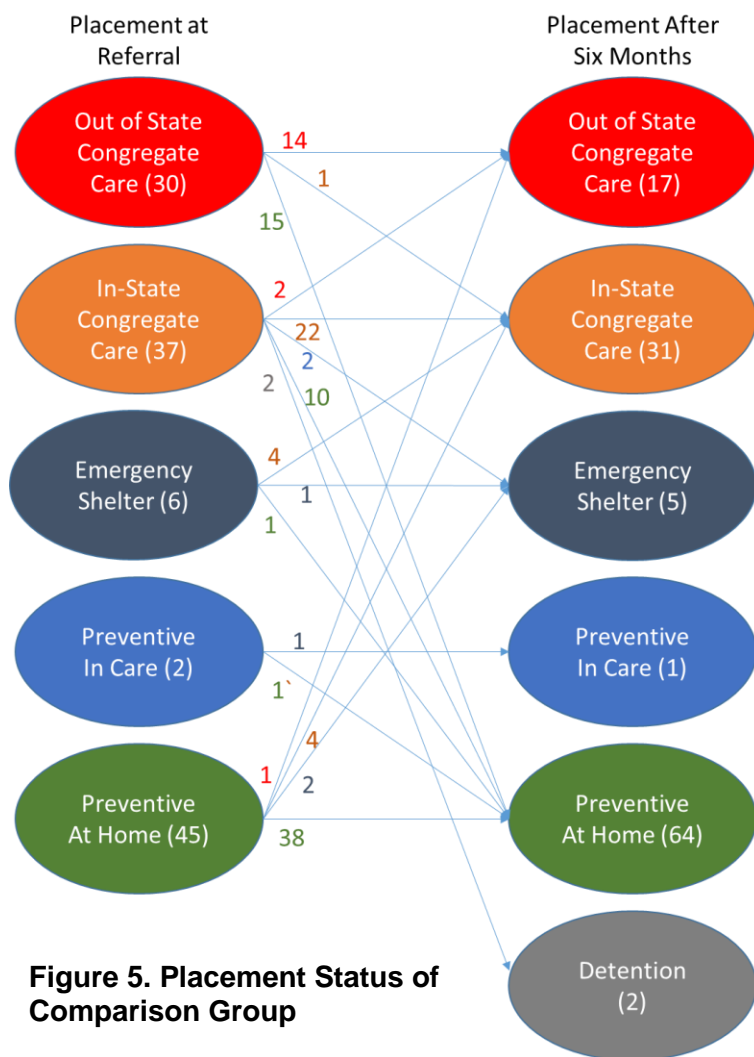 Placement at
Referral
Placement After
Six Months
Out of State
Congregate
Care (30)
14
1
15
Out of State
Congregate
Care (17)
In-State
Congregate
Care (37)
2
22
2
2
10
In-State
Congregate
Care (31)
Emergency
Shelter (6)
4
1
1
Emergency
Shelter (5)
Preventive
In Care (2)
1
1`
Preventive
In Care (1)
Preventive
At Home (45)
4
1
2
38
Preventive
At Home (64)
Detention
(2)
Figure 5. Placement Status of
Comparison Group